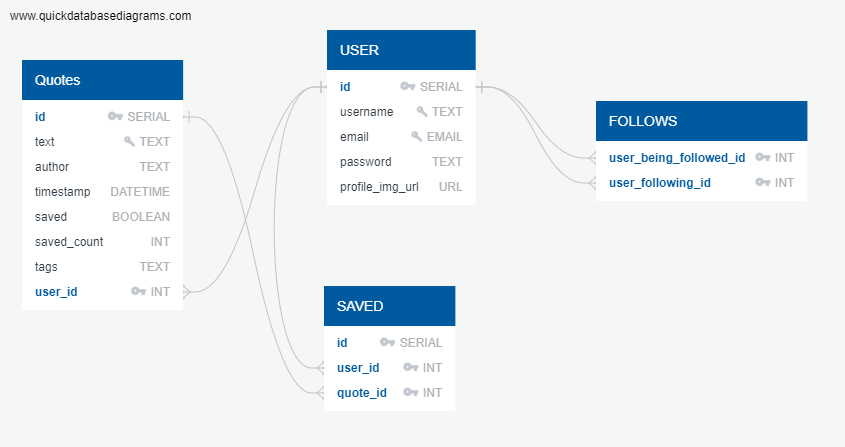 www.quickdatabasediagrams.com
Quotes
id SERIAL
text TEXT
author TEXT
timestamp DATETIME
saved BOOLEAN
saved_count INT
tags TEXT
user_id INT
USER
id SERIAL
username TEXT
email EMAIL
password TEXT
profile_img_url URL
FOLLOWS
user_being_followed_id INT
user_following_id INT
SAVED
id SERIAL
user_id INT
quote_id INT